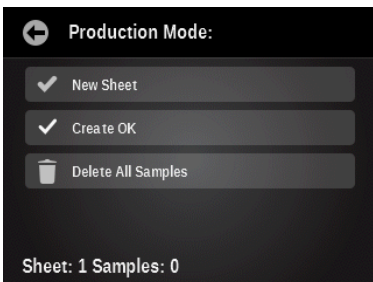 Production Mode:
New Sheet
Create OK
Delete All Samples
Sheet: 1 Samples: 0